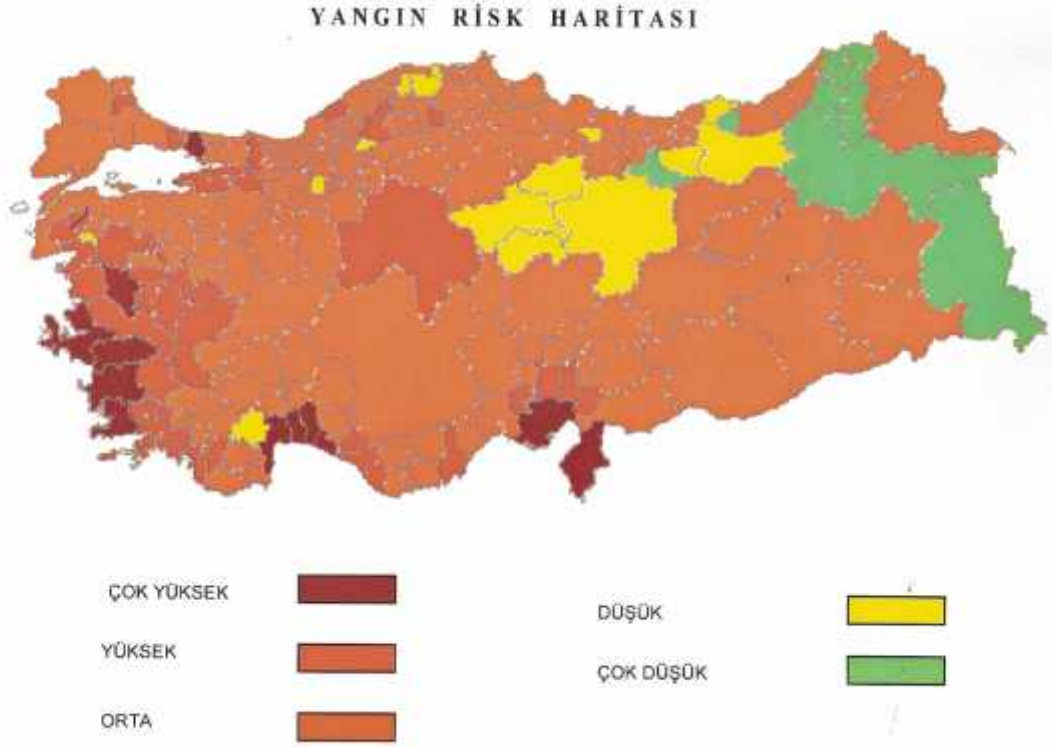 YANGIN RİSK HARİTASI
ÇOK YÜKSEK
YÜKSEK
ORTA
DÜŞÜK
ÇOK DÜŞÜK